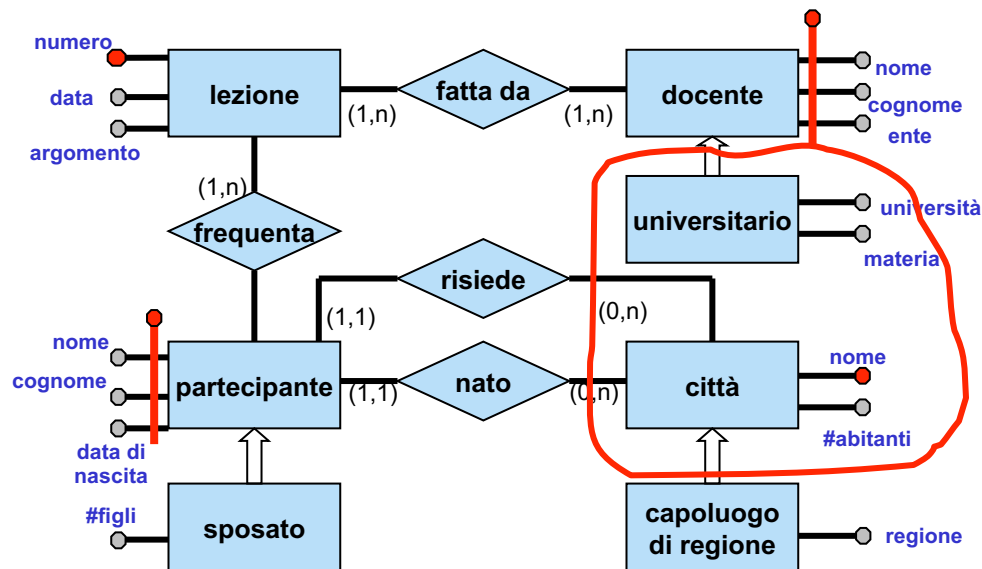 numero
data
argomento
lezione
(1,n)
fatta da
(1,n)
docente
nome
cognome
ente
(1,n)
frequenta
universitario
università
materia
risiede
(1,1)
(0,n)
nome
cognome
data di
nascita
partecipante
(1,1)
nato
(0,n)
città
nome
#abitanti
#figli
sposato
capoluogo
di regione
regione